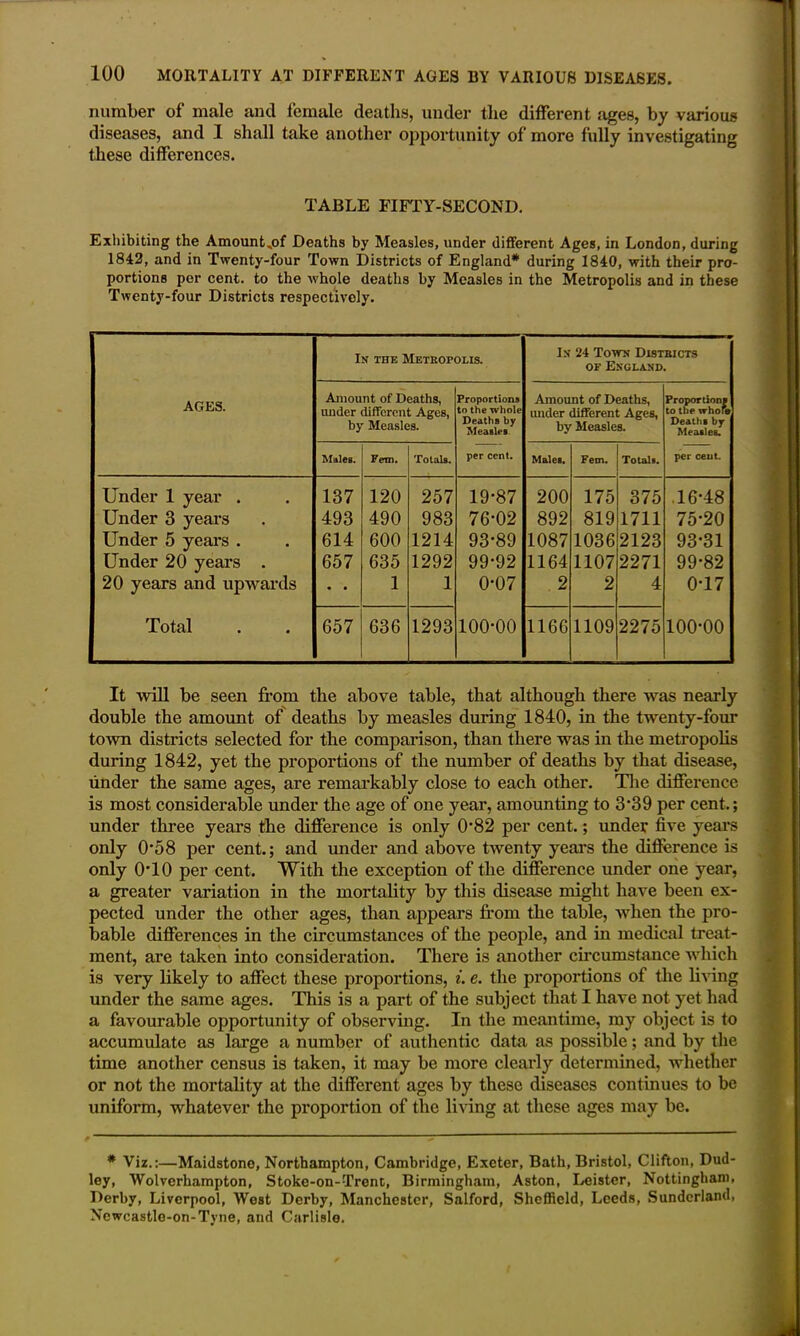 100 MORTALITY AT DIFFERENT AGES BY VARIOUS DISEASES.
number of male and female deaths, under the different ages, by various
diseases, and I shall take another opportunity of more fully investigating
these differences.
TABLE FIFTY-SECOND.
Exhibiting the Amount of Deaths by Measles, under different Ages, in London, during
1842, and in Twenty-four Town Districts of England* during 1840, with their pro-
portions per cent. to the whole deaths by Measles in the Metropolis and in these
Twenty-four Districts respectively.
AGES. In the Metropolis. In 24 Town Districts of England.
Amount of Deaths, under different Ages, by Measles. Proportions to the whole Deaths by Measles. Amount of Deaths, under different Ages, by Measles. Proportions to the whole Deaths by Measles.
Males. Fem. Totals. per cent. Males. Fem. Totals. per cent.
Under 1 year . . 137 120 257 19·87 200 175 375 16·48
Under 3 years . 493 490 983 76·02 892 819 1711 75·20
Under 5 years . . 614 600 1214 93·89 1087 1036 2123 93·31
Under 20 years . 657 635 1292 99·92 1164 1107 2271 99·82
20 years and upwards . . 1 1 0·07 2 2 4 0·17
Total . . 657 636 1293 100·00 1166 1109 2275 100·00
It will be seen from the above table, that although there was nearly
double the amount of deaths by measles during 1840, in the twenty-four
town districts selected for the comparison, than there was in the metropolis
during 1842, yet the proportions of the number of deaths by that disease,
under the same ages, are remarkably close to each other. The difference
is most considerable under the age of one year, amounting to 3·39 per cent.;
under three years the difference is only 0·82 per cent.; under five years
only 0·58 per cent.; and under and above twenty years the difference is
only 0·10 per cent. With the exception of the difference under one year,
a greater variation in the mortality by this disease might have been ex-
pected under the other ages, than appears from the table, when the pro-
bable differences in the circumstances of the people, and in medical treat-
ment, are taken into consideration. There is another circumstance which
is very likely to affect these proportions, i. e. the proportions of the living
under the same ages. This is a part of the subject that I have not yet had
a favourable opportunity of observing. In the meantime, my object is to
accumulate as large a number of authentic data as possible; and by the
time another census is taken, it may be more clearly determined, whether
or not the mortality at the different ages by these diseases continues to be
uniform, whatever the proportion of the living at these ages may be.
* Viz.:—Maidstone, Northampton, Cambridge, Exeter, Bath, Bristol, Clifton, Dud-
ley, Wolverhampton, Stoke-on-Trent, Birmingham, Aston, Leister, Nottingham,
Derby, Liverpool, West Derby, Manchester, Salford, Sheffield, Leeds, Sunderland,
Newcastle-on-Tyne, and Carlisle.